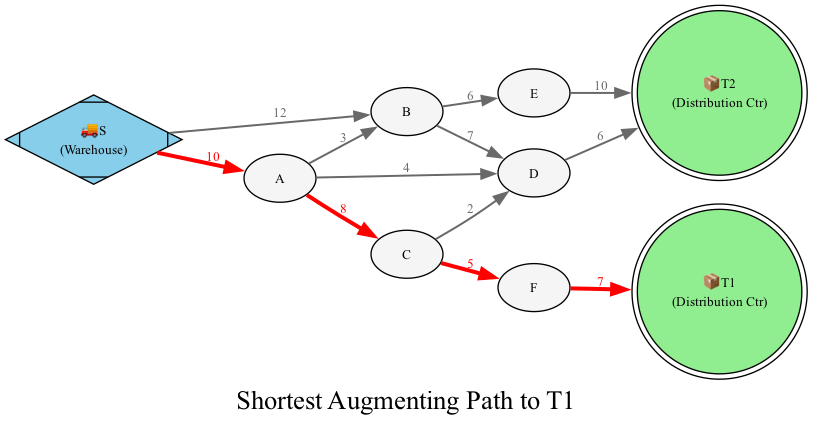 🚚S
(Warehouse)
12
10
A
3
4
8
B
6
7
C
2
5
E
10
D
6
F
7
📦T2
(Distribution Ctr)
📦T1
(Distribution Ctr)
Shortest Augmenting Path to T1